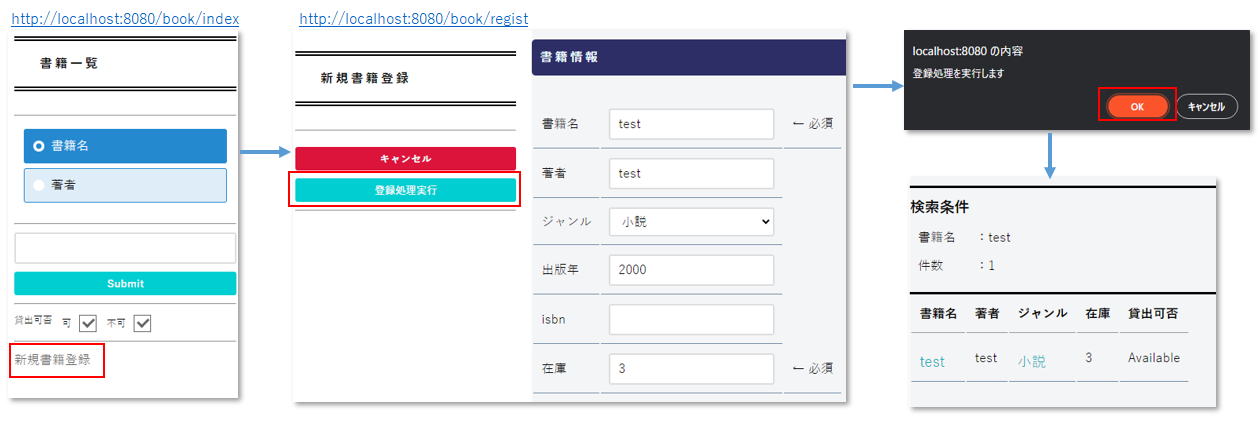 http://localhost:8080/book/index
書籍一覧
書籍名
著者
Submit
貸出可否 可 不可
新規書籍登録
http://localhost:8080/book/regist
新規書籍登録
キャンセル
登録処理実行
書籍情報
書籍名 test ← 必須
著者 test
ジャンル 小説
出版年 2000
isbn
在庫 3 ← 必須
localhost:8080 の内容
登録処理を実行します
OK キャンセル
検索条件
書籍名 :test
件数 :1
書籍名 著者 ジャンル 在庫 貸出可否
test test 小説 3 Available